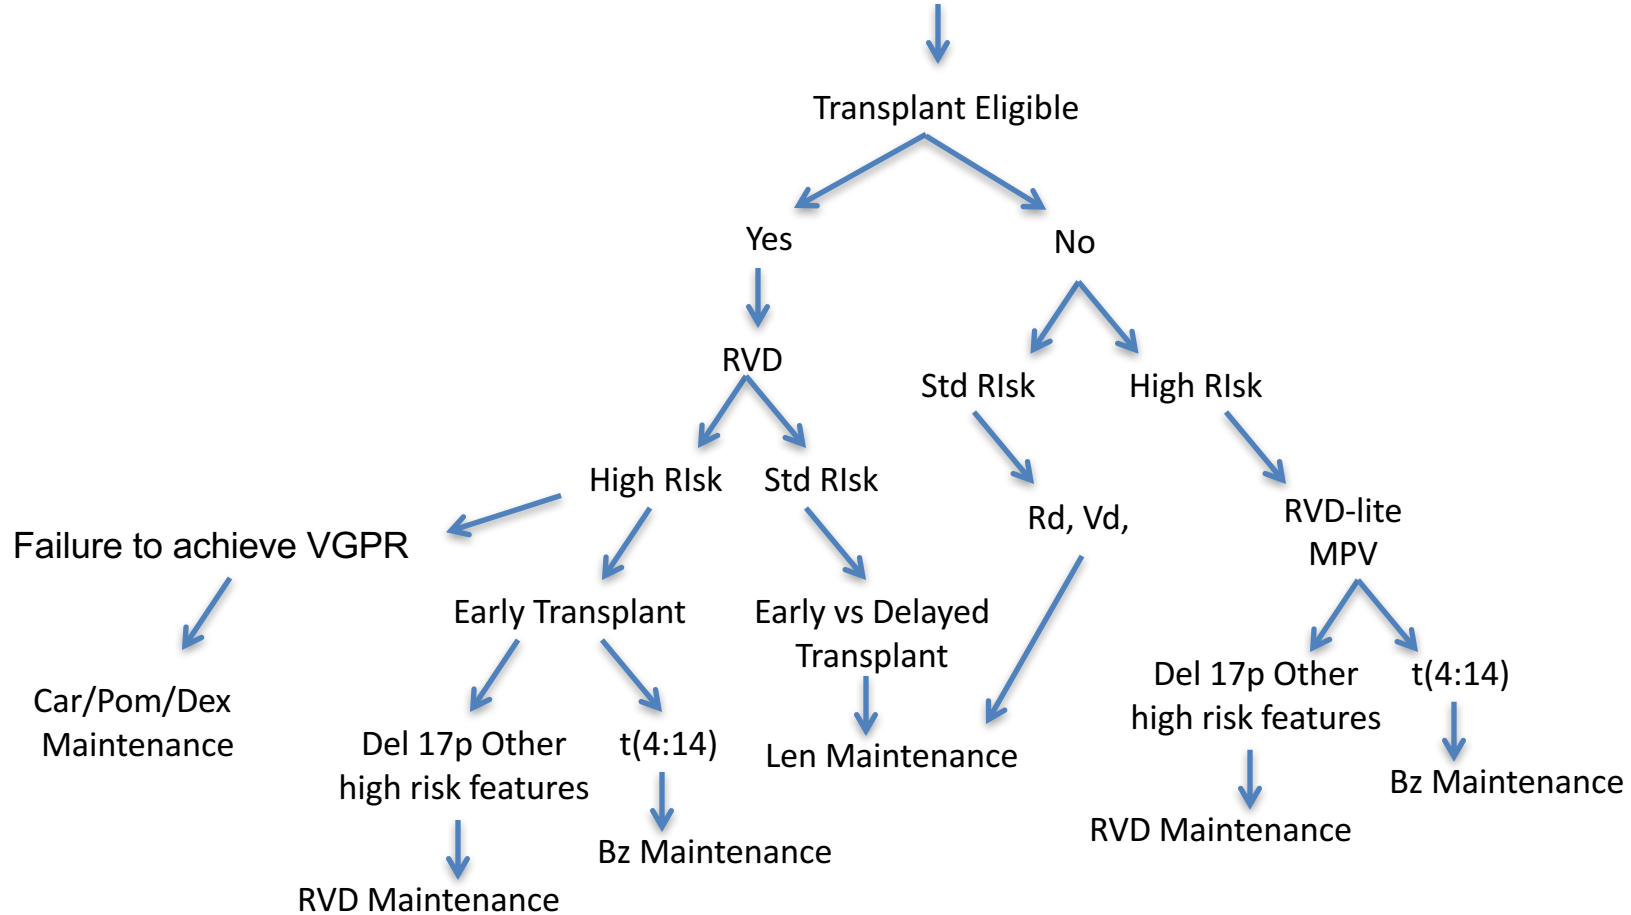 Transplant Eligible
Yes
No
RVD
Std RIsk
High RIsk
High RIsk
Std RIsk
Rd, Vd,
RVD-lite
MPV
Failure to achieve VGPR
Early Transplant
Early vs Delayed
Transplant
Del 17p Other
high risk features
t(4:14)
Car/Pom/Dex
Maintenance
Del 17p Other
high risk features
t(4:14)
Len Maintenance
Bz Maintenance
RVD Maintenance
Bz Maintenance
RVD Maintenance